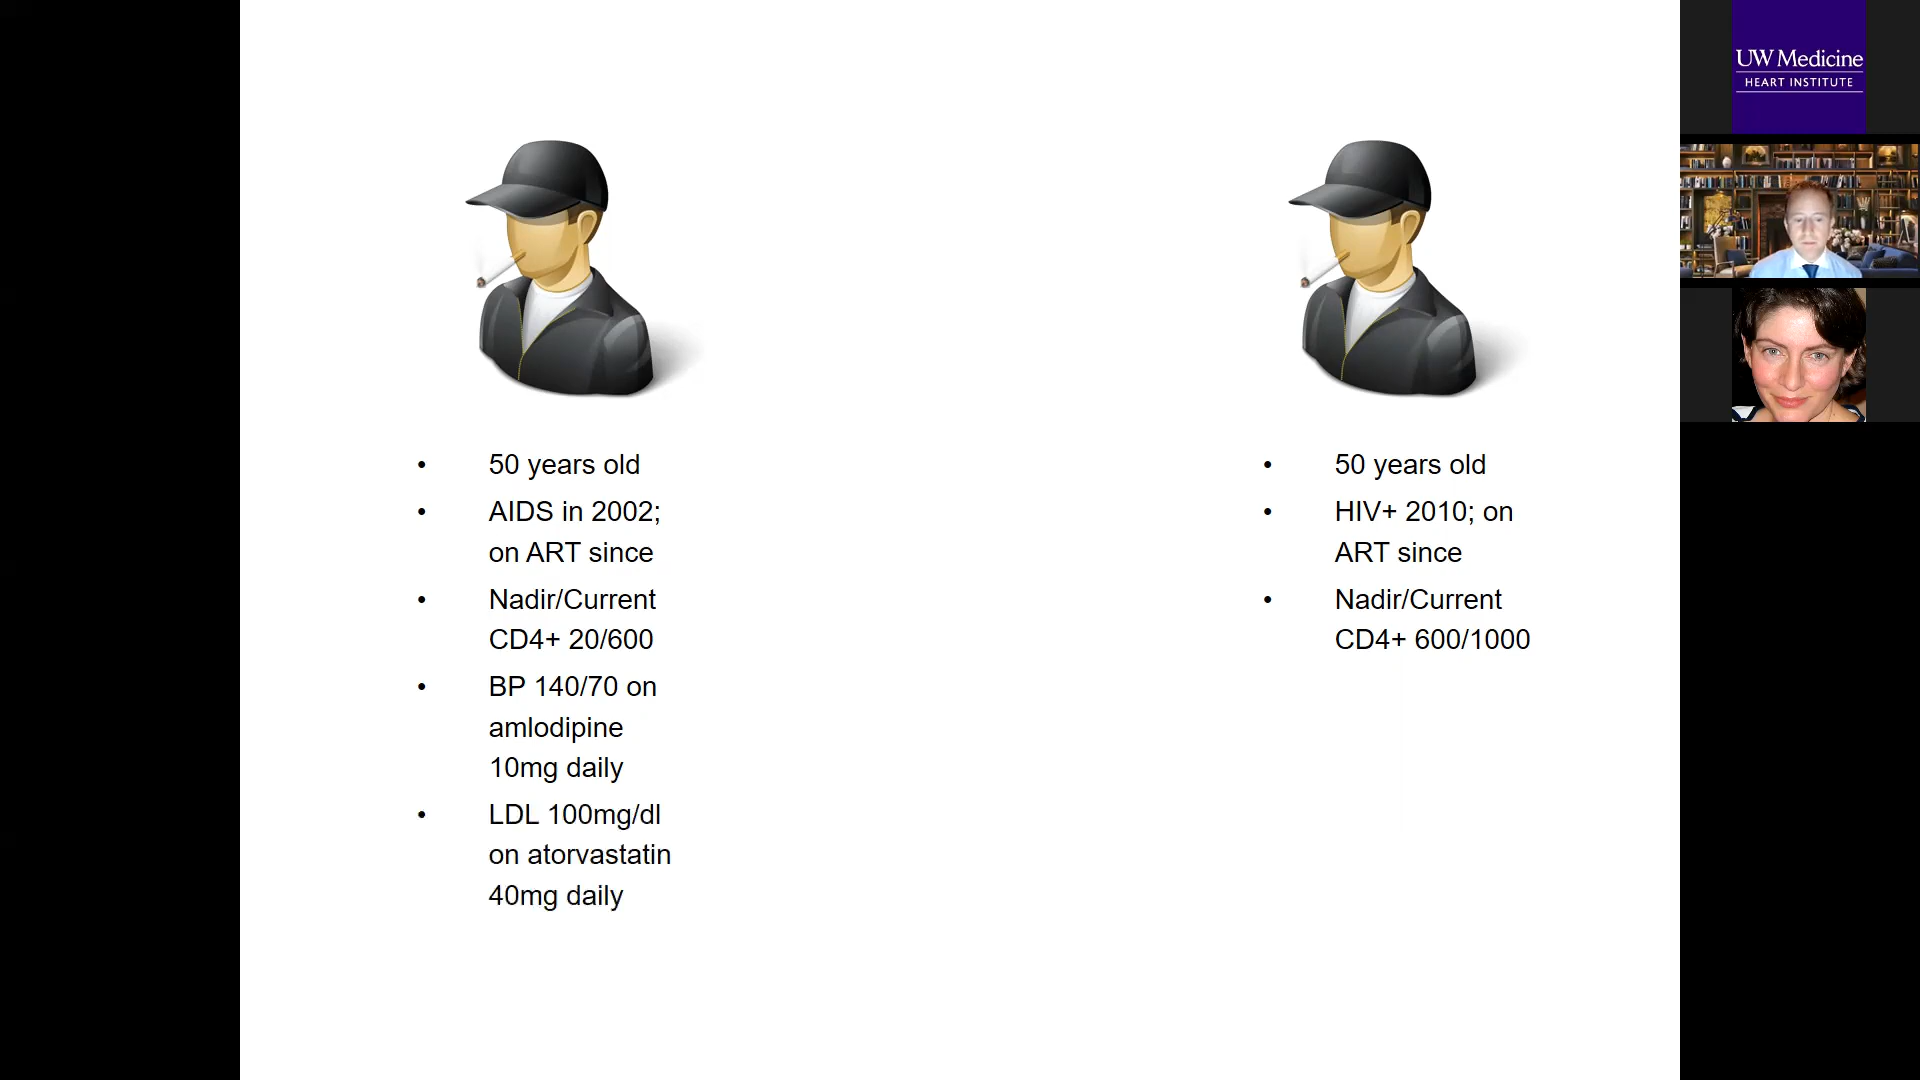 50 years old
AIDS in 2002;
on ART since
Nadir/Current
CD4+ 20/600
BP 140/70 on
amlodipine
10mg daily
LDL 100mg/dl
on atorvastatin
40mg daily
50 years old
HIV+ 2010; on
ART since
Nadir/Current
CD4+ 600/1000
UW Medicine
HEART INSTITUTE